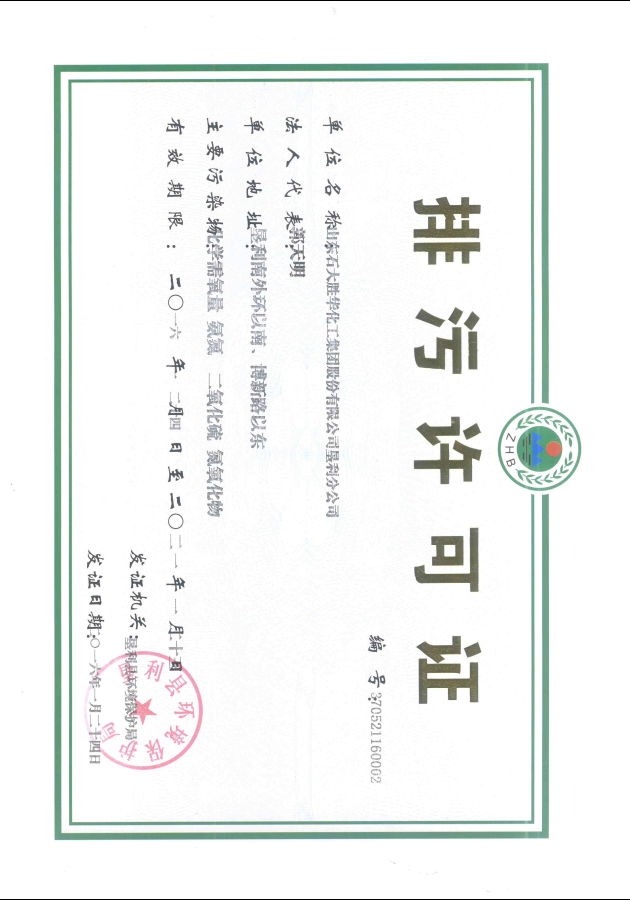 ZHB
排污许可证
编号:370521160002
单位名称:山东石大胜华化工集团股份有限公司垦利分公司
法人代表:郭天明
单位地址:垦利南外环以南、博新路以东
主要污染物:化学需氧量 氨氮 二氧化硫 氮氧化物
有效期限:二〇一六年一月二十四日至二〇二一年一月二十三日
发证机关:垦利县环境保护局
发证日期:二〇一六年一月二十四日
垦利县环境保护局